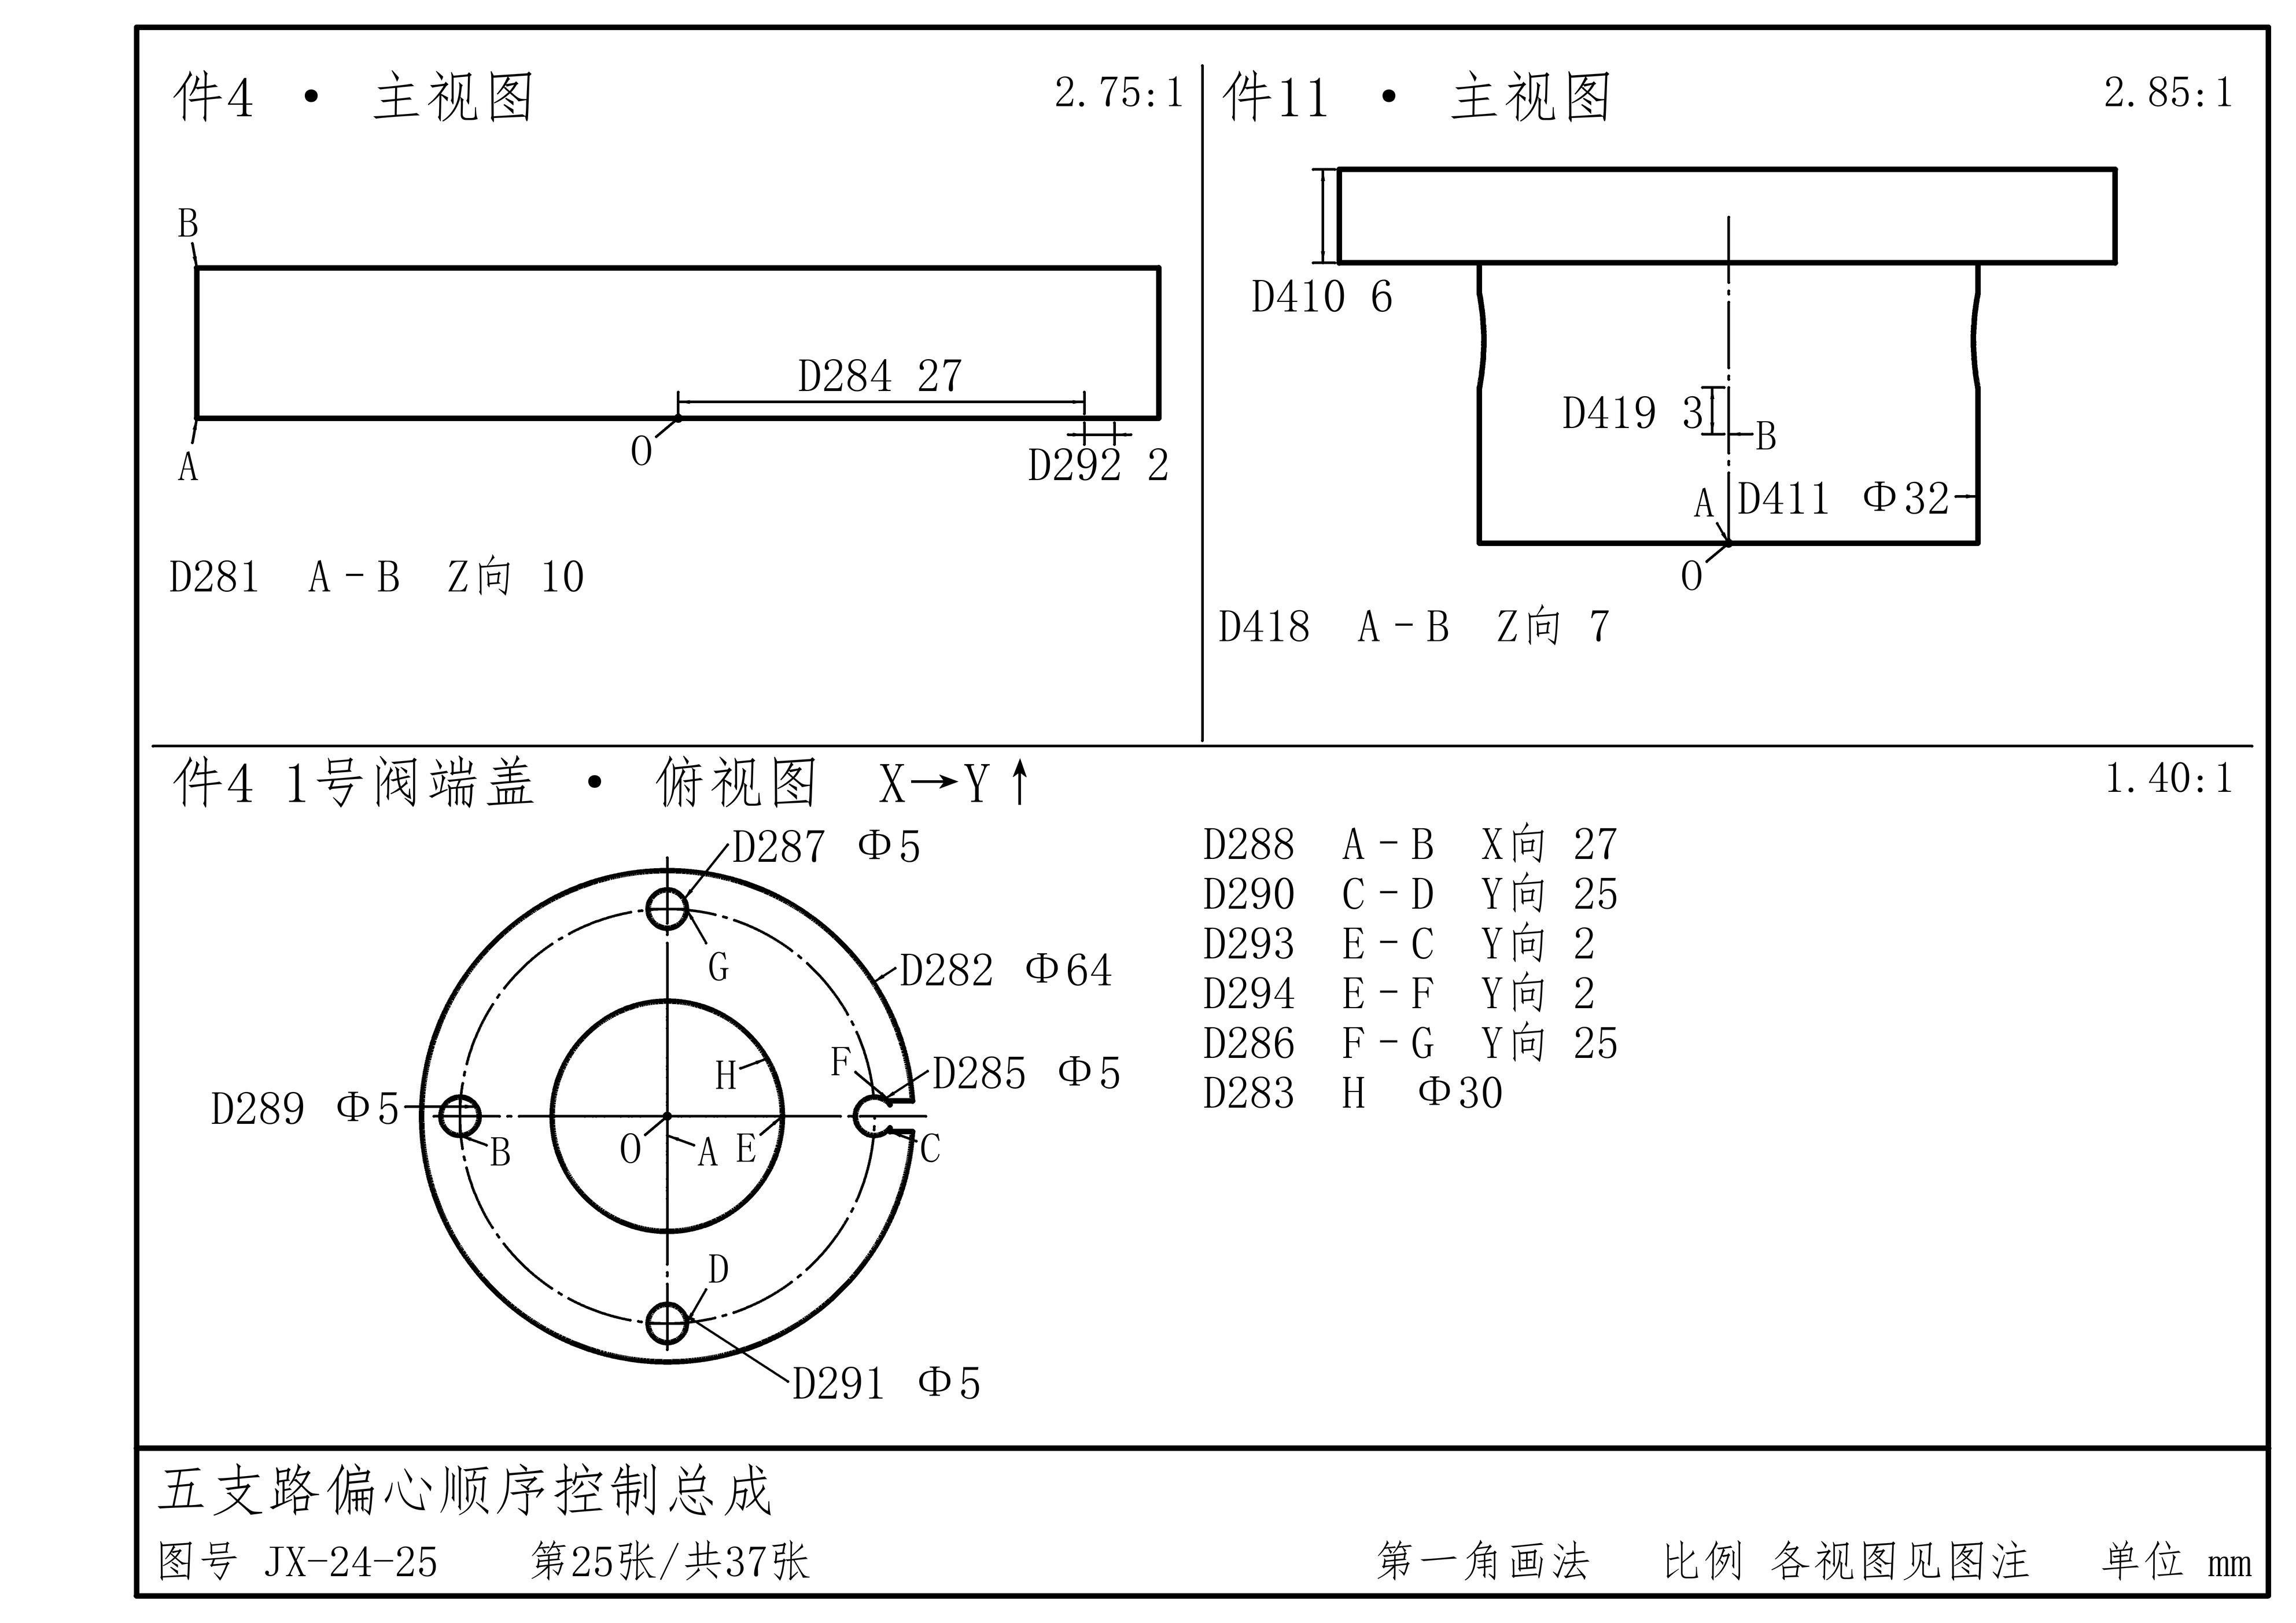 件4 • 主视图 2.75:1
B
D284 27
O
A
D292 2
D281 A-B Z向 10
件11 • 主视图 2.85:1
D410 6
D419 3
B
A
D411 Φ32
O
D418 A-B Z向 7
件4 1号阀端盖 • 俯视图 X→Y↑ 1.40:1
D287 Φ5
G
D282 Φ64
H
F
D285 Φ5
D289 Φ5
B
O
A
E
C
D
D291 Φ5
D288 A-B X向 27
D290 C-D Y向 25
D293 E-C Y向 2
D294 E-F Y向 2
D286 F-G Y向 25
D283 H Φ30
五支路偏心顺序控制总成
图号 JX-24-25 第25张/共37张 第一角画法 比例 各视图见图注 单位 mm